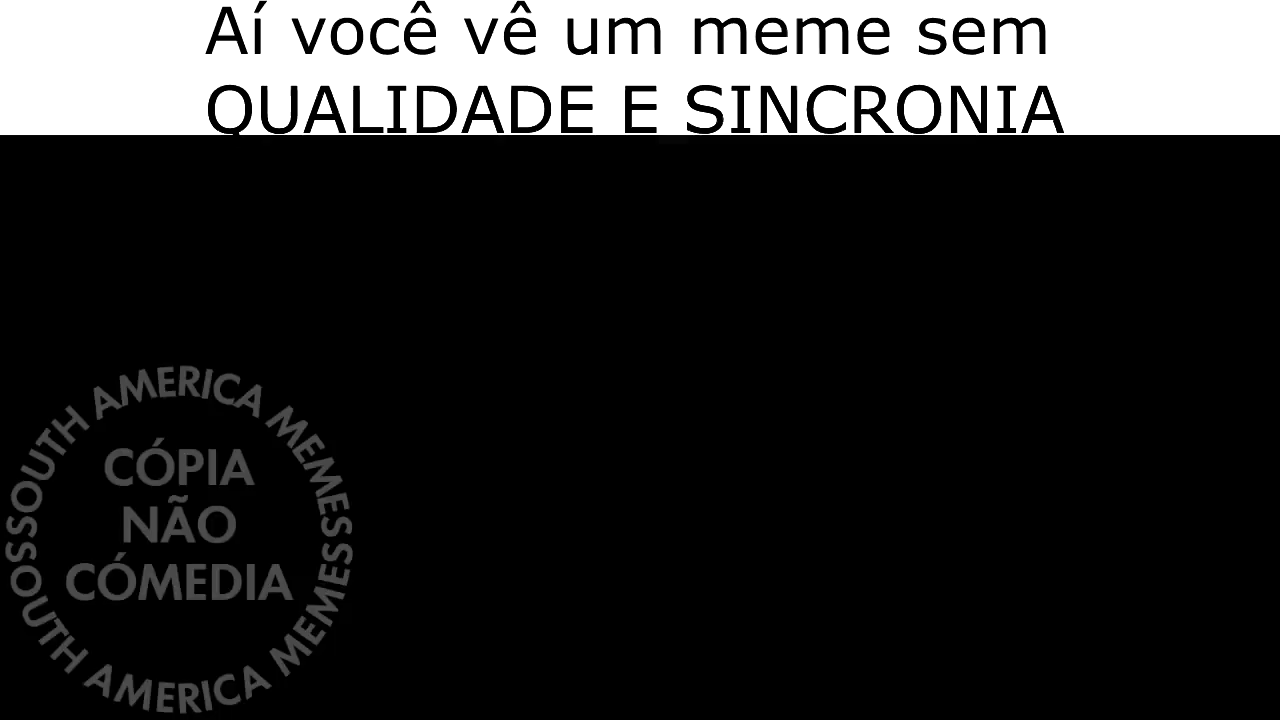 Aí você vê um meme sem
QUALIDADE E SINCRONIA
SOUTH AMERICA MEMES
CÓPIA
NÃO
CÓMEDIA
SOUTH AMERICA MEMES